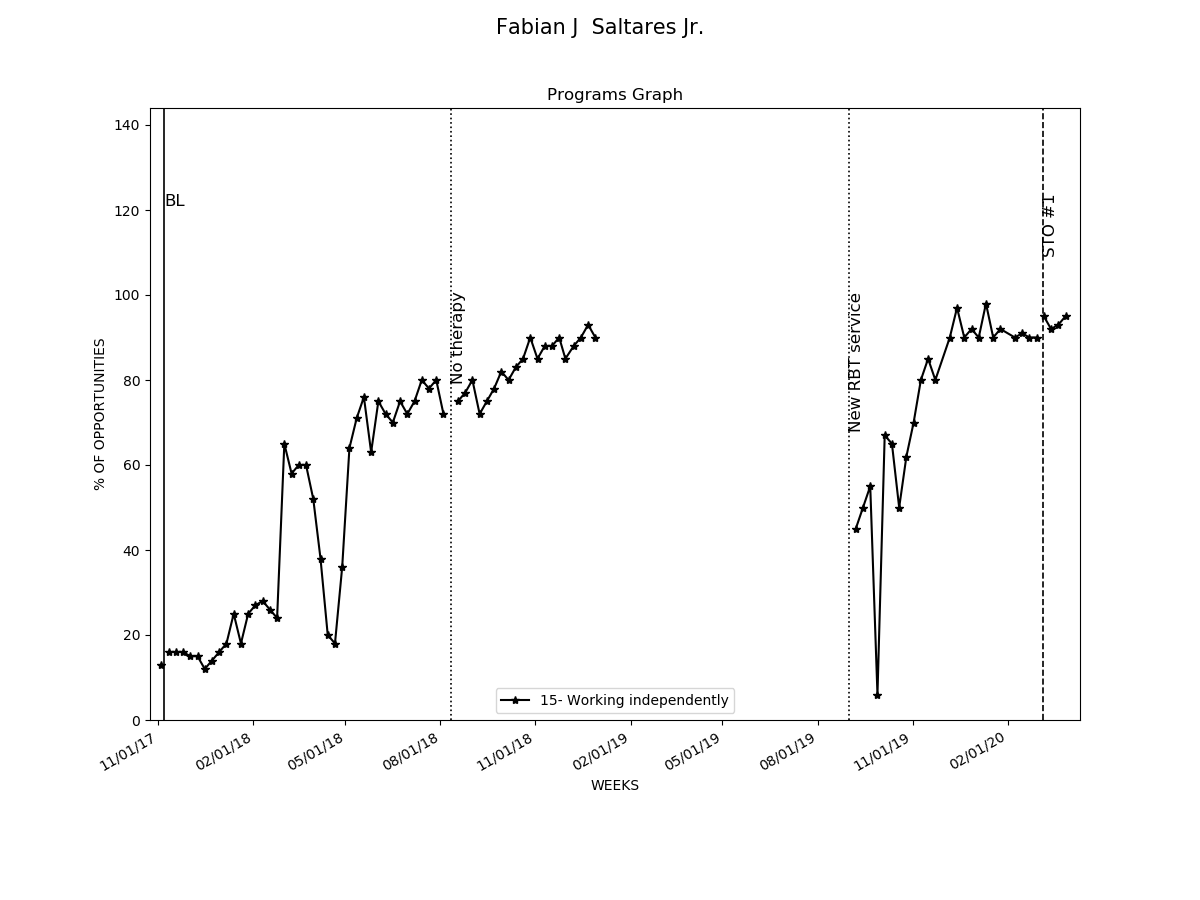 Fabian J  Saltares Jr.
Programs Graph
140
120
100
80
60
40
20
0
% OF OPPORTUNITIES
BL
No therapy
New RBT service
STO #1
15- Working independently
11/01/17
02/01/18
05/01/18
08/01/18
11/01/18
02/01/19
05/01/19
08/01/19
11/01/19
02/01/20
WEEKS